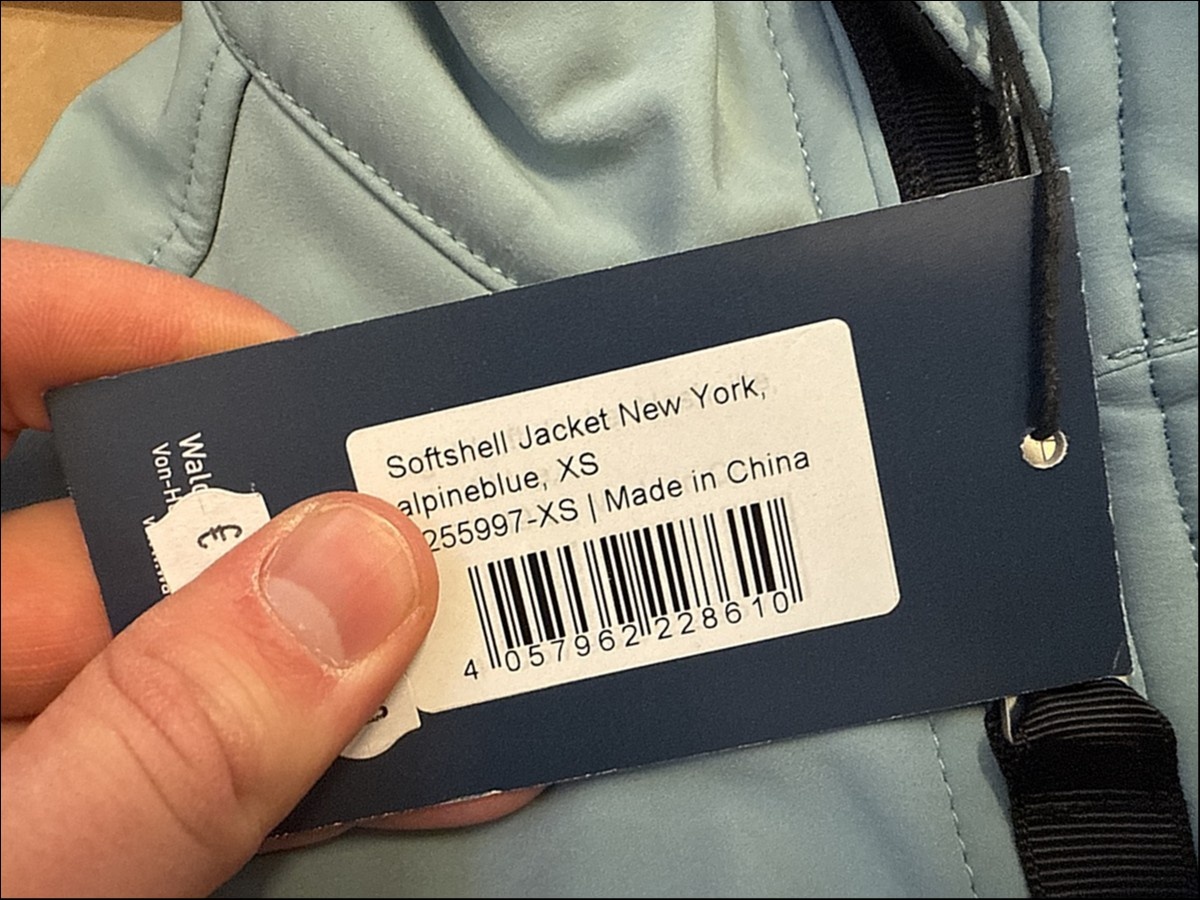 Softshell Jacket New York,
alpineblue, XS
255997-XS | Made in China
4 057962 228610
€